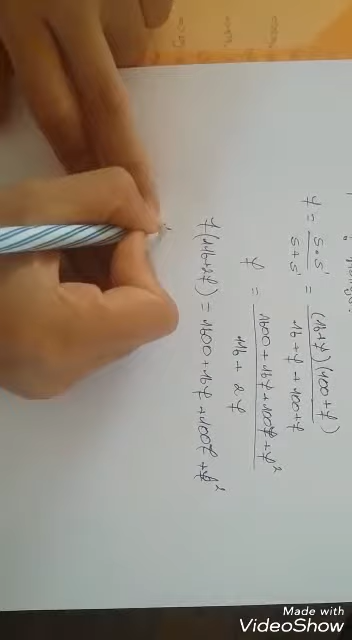 f = s·s' / s+s' = (16+f)(100+f) / 16+f+100+f
f = 1600+16f+100f+f² / 116+2f
f(116+2f) = 1600+16f+100f+f²
Made with
VideoShow